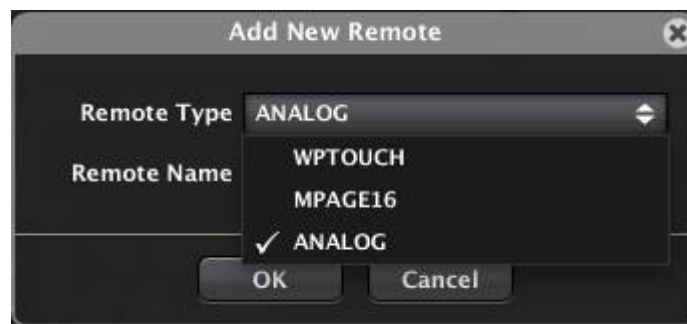 Add New Remote
Remote Type ANALOG
WPTOUCH
Remote Name
MPAGE16
✓ ANALOG
OK Cancel